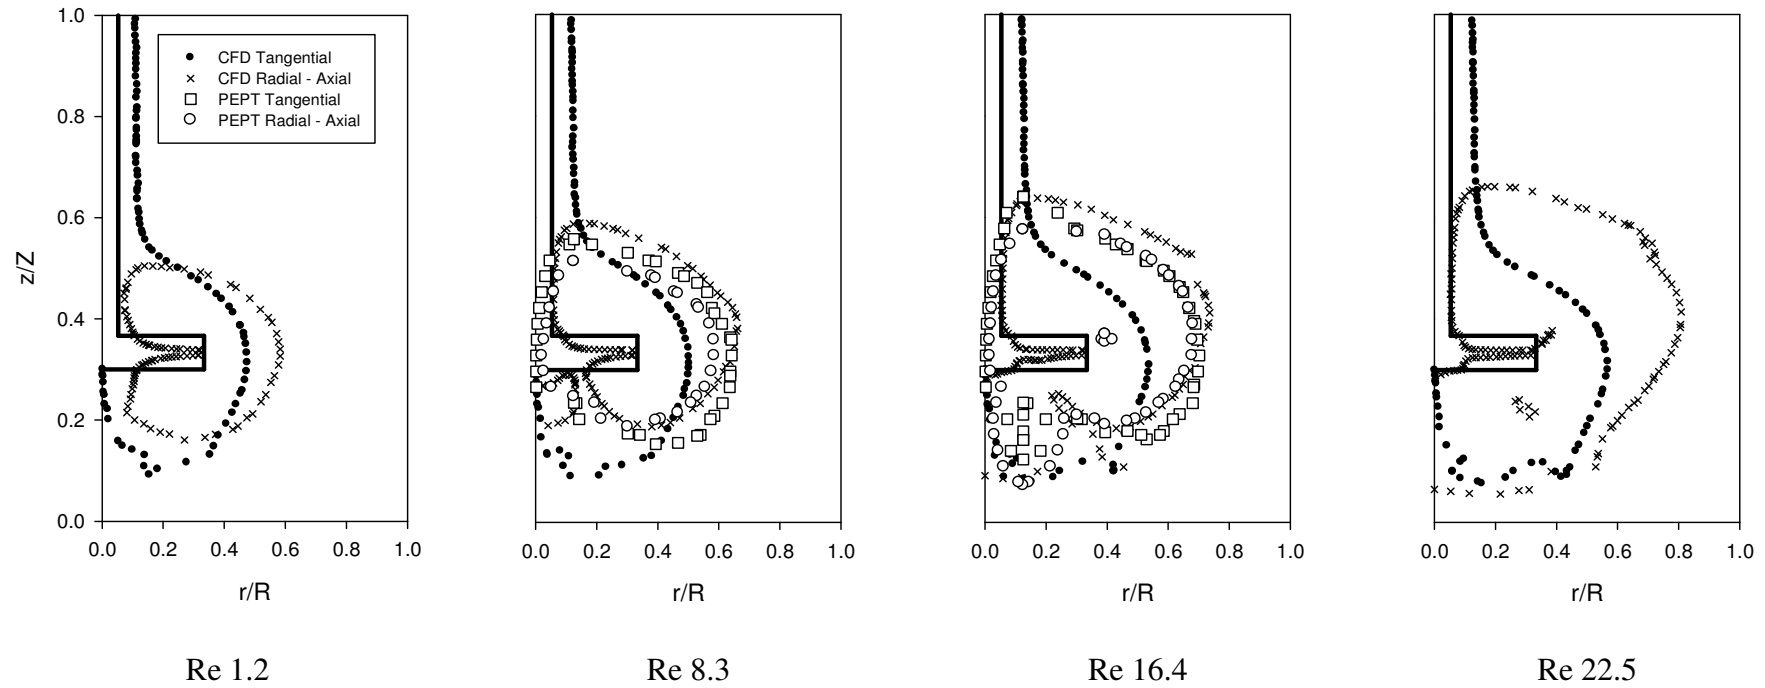 1.0
0.8
0.6
0.4
0.2
0.0
z/Z
CFD Tangential
CFD Radial - Axial
PEPT Tangential
PEPT Radial - Axial
0.0 0.2 0.4 0.6 0.8 1.0
r/R
0.0 0.2 0.4 0.6 0.8 1.0
r/R
0.0 0.2 0.4 0.6 0.8 1.0
r/R
0.0 0.2 0.4 0.6 0.8 1.0
r/R
Re 1.2
Re 8.3
Re 16.4
Re 22.5